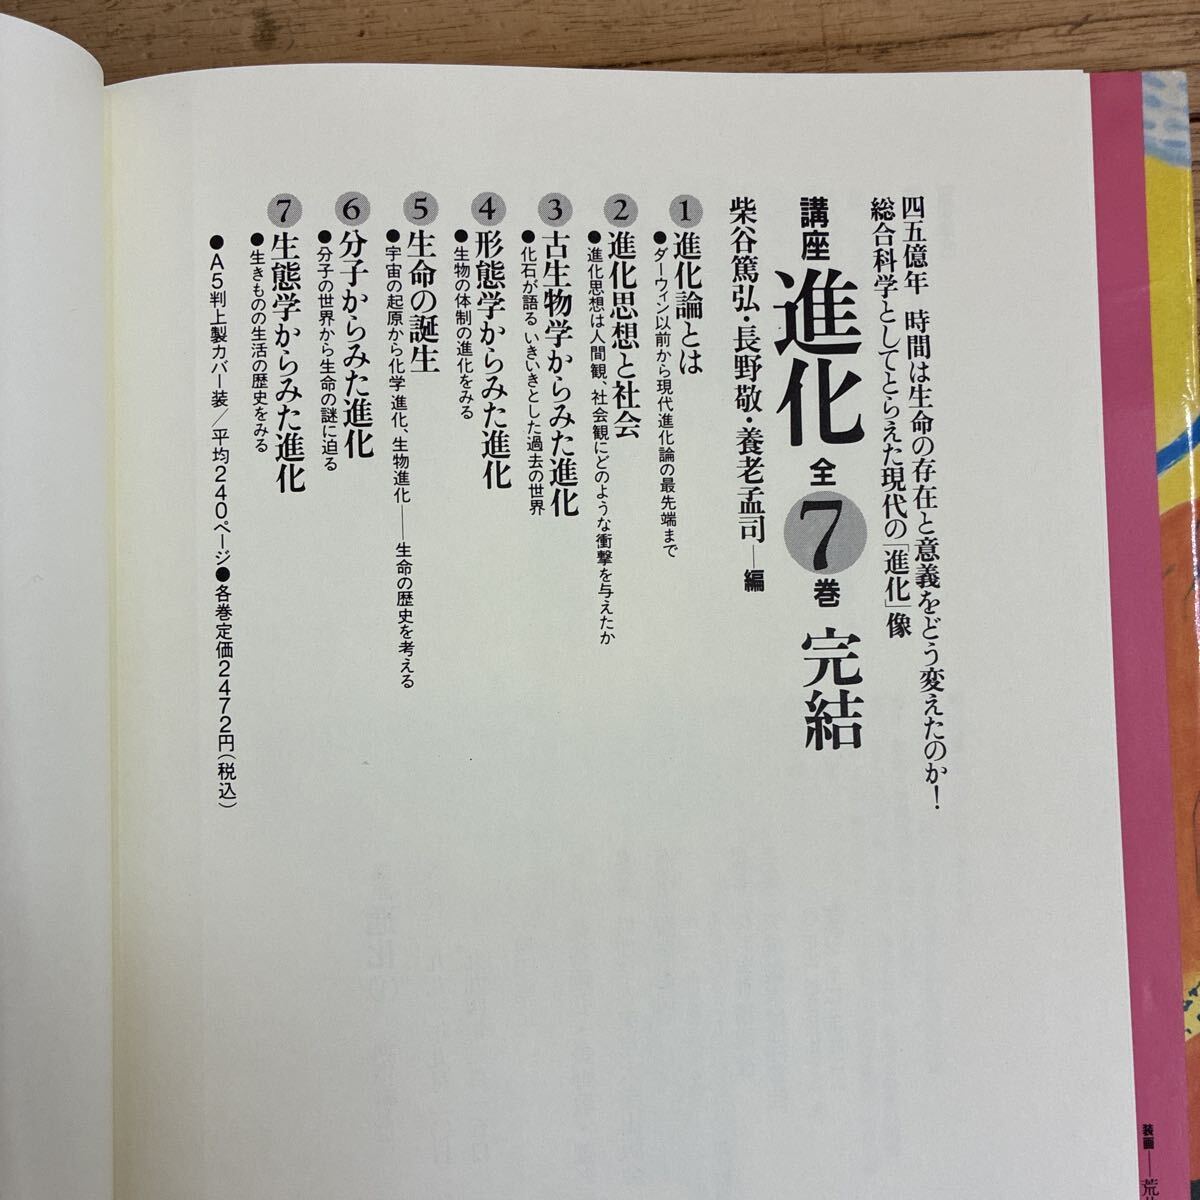 四五億年 時間は生命の存在と意義をどう変えたのか！
総合科学としてとらえた現代の「進化」像
講座 進化 全7巻 完結
柴谷篤弘・長野敬・養老孟司―編
1 進化論とは
●ダーウィン以前から現代進化論の最先端まで
2 進化思想と社会
●進化思想は人間観、社会観にどのような衝撃を与えたか
3 古生物学からみた進化
●化石が語る いきいきとした過去の世界
4 形態学からみた進化
●生物の体制の進化をみる
5 生命の誕生
●宇宙の起原から化学進化、生物進化――生命の歴史を考える
6 分子からみた進化
●分子の世界から生命の謎に迫る
7 生態学からみた進化
●生きものの生活の歴史をみる
●A5判上製カバー装／平均240ページ●各巻定価2472円（税込）
装画――荒